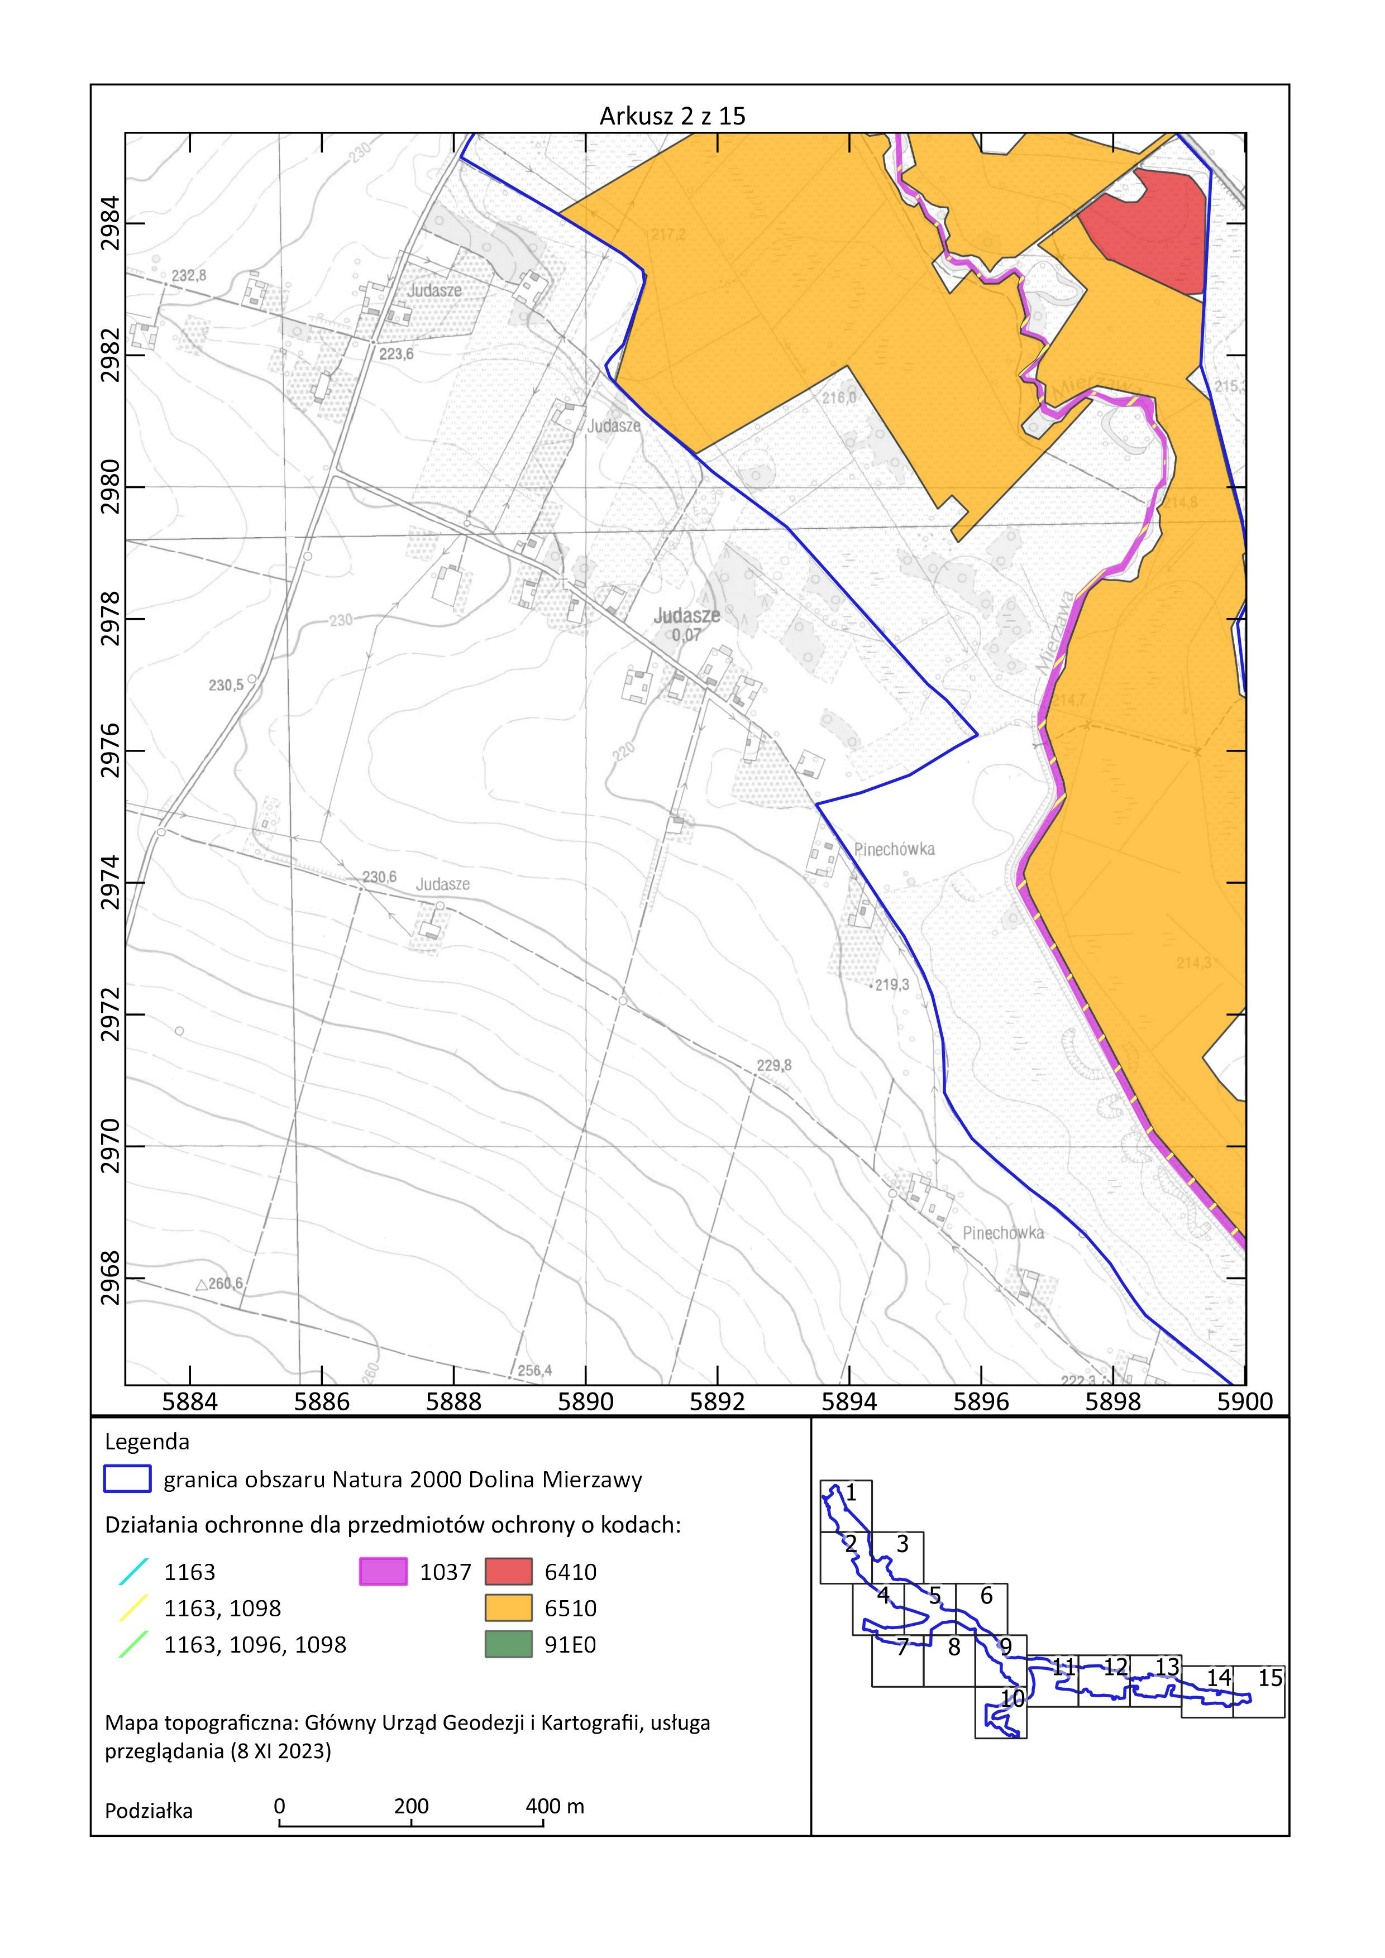 Arkusz 2 z 15
230
217,2
232,8
Judasze
223,6
Mierzawa
216,0
Judasze
214,8
230
Judasze
0,07
Mierzawa
230,5
214,7
220
Pinechówka
230,6
Judasze
214,3
219,3
229,8
Pinechówka
260,6
260
256,4
222,3
2984
2982
2980
2978
2976
2974
2972
2970
2968
5884 5886 5888 5890 5892 5894 5896 5898 5900
Legenda
granica obszaru Natura 2000 Dolina Mierzawy
Działania ochronne dla przedmiotów ochrony o kodach:
1163 1037 6410
1163, 1098 6510
1163, 1096, 1098 91E0
Mapa topograficzna: Główny Urząd Geodezji i Kartografii, usługa
przeglądania (8 XI 2023)
Podziałka 0 200 400 m
1
2 3
4 5 6
7 8 9
11 12 13 14 15
10